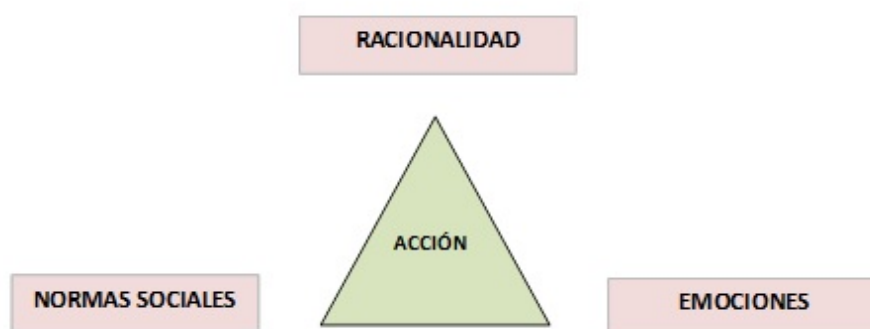 RACIONALIDAD
ACCIÓN
NORMAS SOCIALES
EMOCIONES